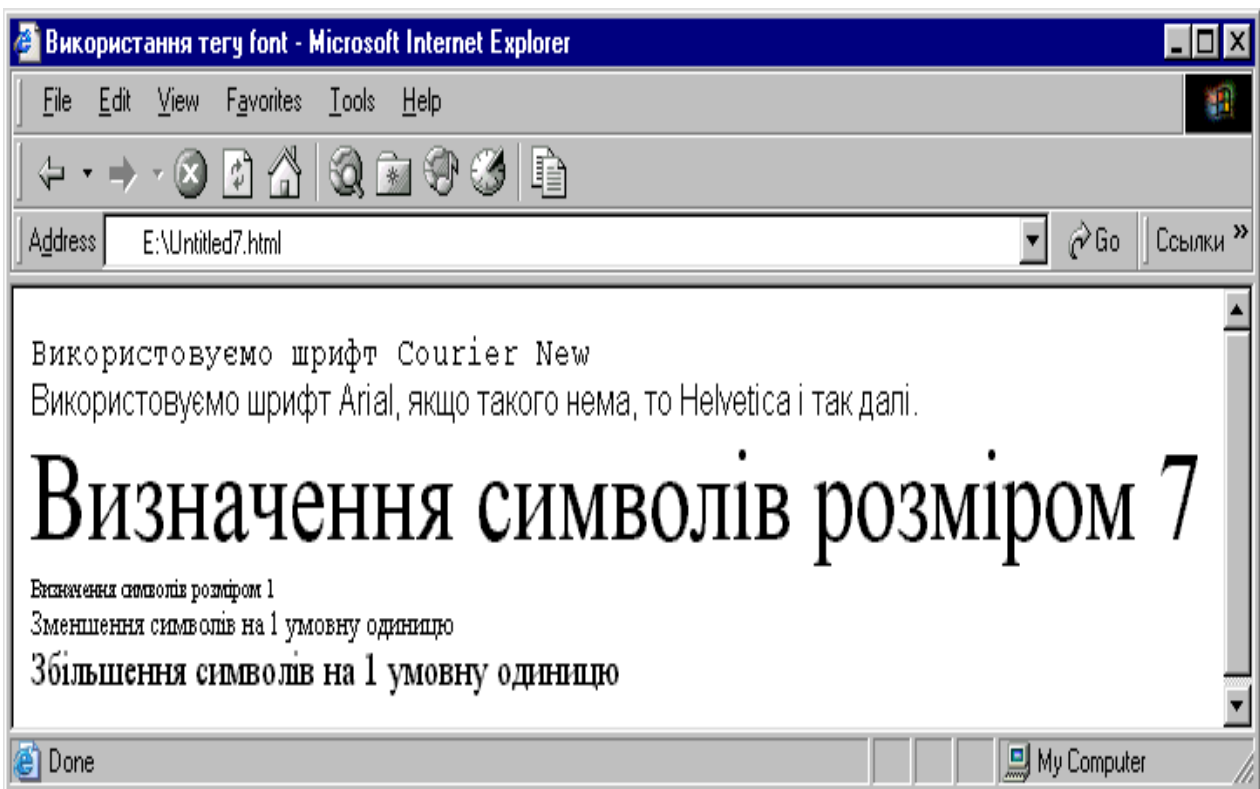 Використання тегу font - Microsoft Internet Explorer
File Edit View Favorites Tools Help
Address E:\Untitled7.html Go Ссылки »
Використовуємо шрифт Courier New
Використовуємо шрифт Arial, якщо такого нема, то Helvetica і так далі.
Визначення символів розміром 7
Визначення символів розміром 1
Зменшення символів на 1 умовну одиницю
Збільшення символів на 1 умовну одиницю
Done My Computer